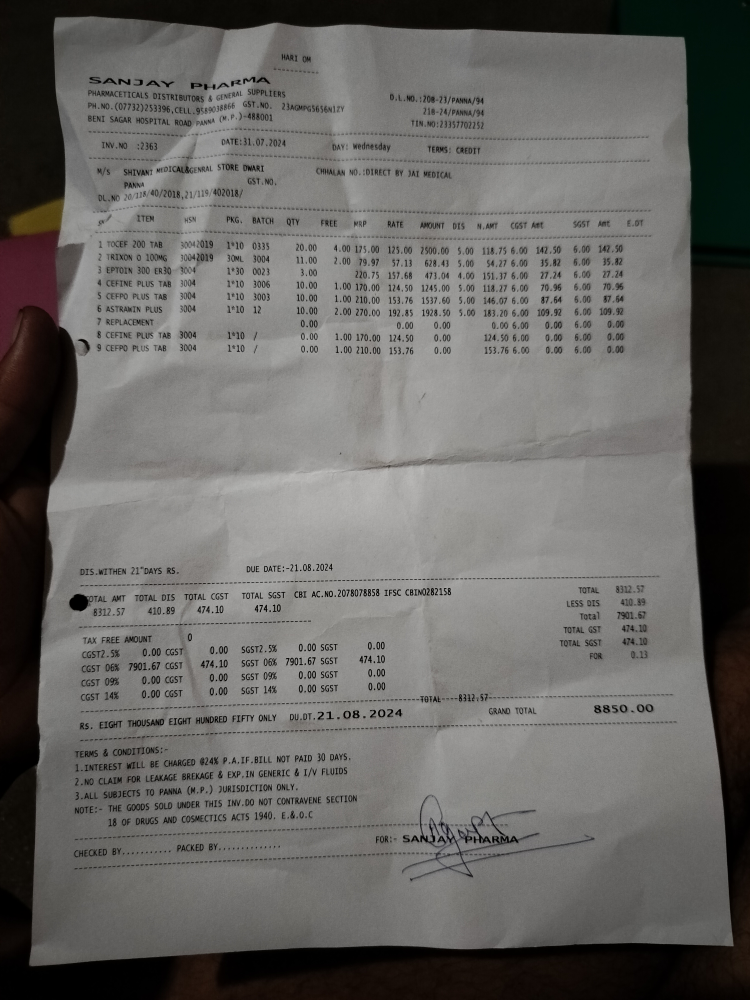 HARI OM
SANJAY PHARMA
PHARMACEUTICALS DISTRIBUTORS & GENERAL SUPPLIERS
PH.NO.(07732)253396,CELL.9589038866 GST.NO. 23AGMPG5656N1ZY
BENI SAGAR HOSPITAL ROAD PANNA (M.P.)-488001
D.L.NO.:20B-23/PANNA/94
21B-24/PANNA/94
TIN.NO:23357702252
INV.NO :2363 DATE:31.07.2024 DAY: Wednesday TERMS: CREDIT
M/S SHIVANI MEDICAL&GENRAL STORE DWARI CHHALAN NO.:DIRECT BY JAI MEDICAL
PANNA GST.NO.
DL.NO 20/118/40/2018,21/119/402018/
ITEM HSN PKG. BATCH QTY FREE MRP RATE AMOUNT DIS N.AMT CGST Amt SGST Amt E.DT
1 TOCEF 200 TAB 30042019 1*10 0335 20.00 4.00 175.00 125.00 2500.00 5.00 118.75 6.00 142.50 6.00 142.50
2 TRIXON O 100MG 30042019 30ML 3004 11.00 2.00 79.97 57.13 628.43 5.00 54.27 6.00 35.82 6.00 35.82
3 EPTOIN 300 ER30 3004 1*30 0023 3.00 220.75 157.68 473.04 4.00 151.37 6.00 27.24 6.00 27.24
4 CEFINE PLUS TAB 3004 1*10 3006 10.00 1.00 170.00 124.50 1245.00 5.00 118.27 6.00 70.96 6.00 70.96
5 CEFPO PLUS TAB 3004 1*10 3003 10.00 1.00 210.00 153.76 1537.60 5.00 146.07 6.00 87.64 6.00 87.64
6 ASTRAWIN PLUS 3004 1*10 12 10.00 2.00 270.00 192.85 1928.50 5.00 183.20 6.00 109.92 6.00 109.92
7 REPLACEMENT 0.00 0.00 0.00 0.00 6.00 0.00 6.00 0.00
8 CEFINE PLUS TAB 3004 1*10 / 0.00 1.00 170.00 124.50 0.00 124.50 6.00 0.00 6.00 0.00
9 CEFPO PLUS TAB 3004 1*10 / 0.00 1.00 210.00 153.76 0.00 153.76 6.00 0.00 6.00 0.00
DIS.WITHEN 21"DAYS RS. DUE DATE:-21.08.2024
TOTAL AMT TOTAL DIS TOTAL CGST TOTAL SGST CBI AC.NO.2078078858 IFSC CBIN0282158
8312.57 410.89 474.10 474.10
TOTAL 8312.57
LESS DIS 410.89
Total 7901.67
TOTAL GST 474.10
TOTAL SGST 474.10
FOR 0.13
TAX FREE AMOUNT 0
CGST2.5% 0.00 CGST 0.00 SGST2.5% 0.00 SGST 0.00
CGST 06% 7901.67 CGST 474.10 SGST 06% 7901.67 SGST 474.10
CGST 09% 0.00 CGST 0.00 SGST 09% 0.00 SGST 0.00
CGST 14% 0.00 CGST 0.00 SGST 14% 0.00 SGST 0.00
TOTAL----8312.57
Rs. EIGHT THOUSAND EIGHT HUNDRED FIFTY ONLY DU.DT.21.08.2024 GRAND TOTAL 8850.00
TERMS & CONDITIONS:-
1.INTEREST WILL BE CHARGED @24% P.A.IF.BILL NOT PAID 30 DAYS.
2.NO CLAIM FOR LEAKAGE BREKAGE & EXP.IN GENERIC & I/V FLUIDS
3.ALL SUBJECTS TO PANNA (M.P.) JURISDICTION ONLY.
NOTE:- THE GOODS SOLD UNDER THIS INV.DO NOT CONTRAVENE SECTION
18 OF DRUGS AND COSMECTICS ACTS 1940. E.&.O.C
CHECKED BY........... PACKED BY..............
FOR:- SANJAY PHARMA